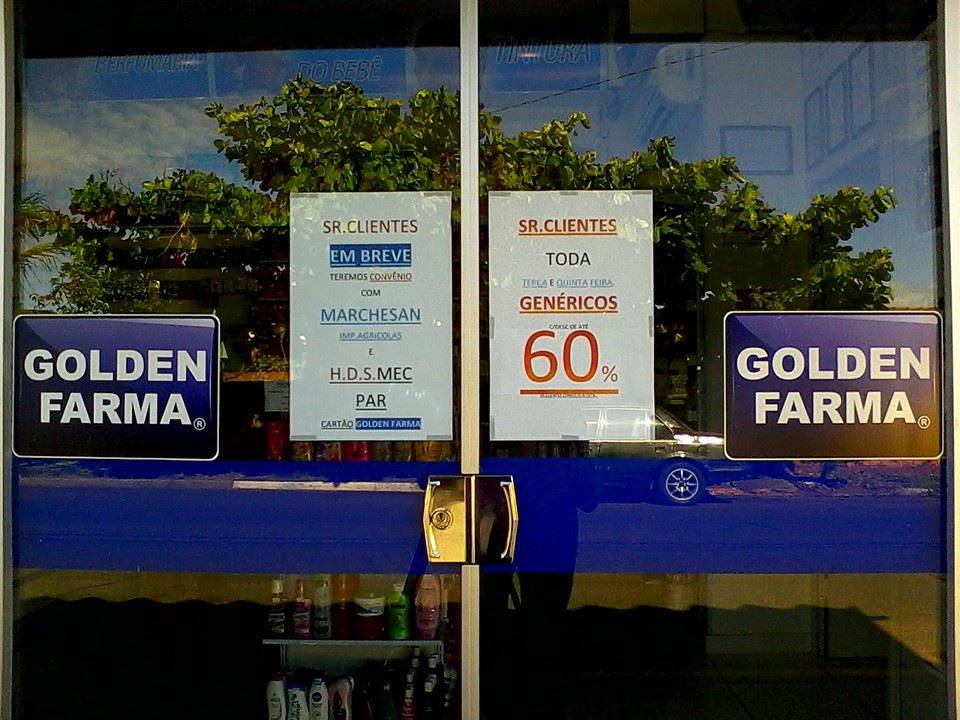 PERFUMARIA
DO BEBÊ
TINTURA
SR.CLIENTES
EM BREVE
TEREMOS CONVÊNIO
COM
MARCHESAN
IMP.AGRICOLAS
E
H.D.S.MEC
PAR
CARTÃO GOLDEN FARMA
SR.CLIENTES
TODA
TERÇA E QUINTA FEIRA
GENÉRICOS
C/DESC DE ATÉ
60%
GOLDEN
FARMA®
GOLDEN
FARMA®